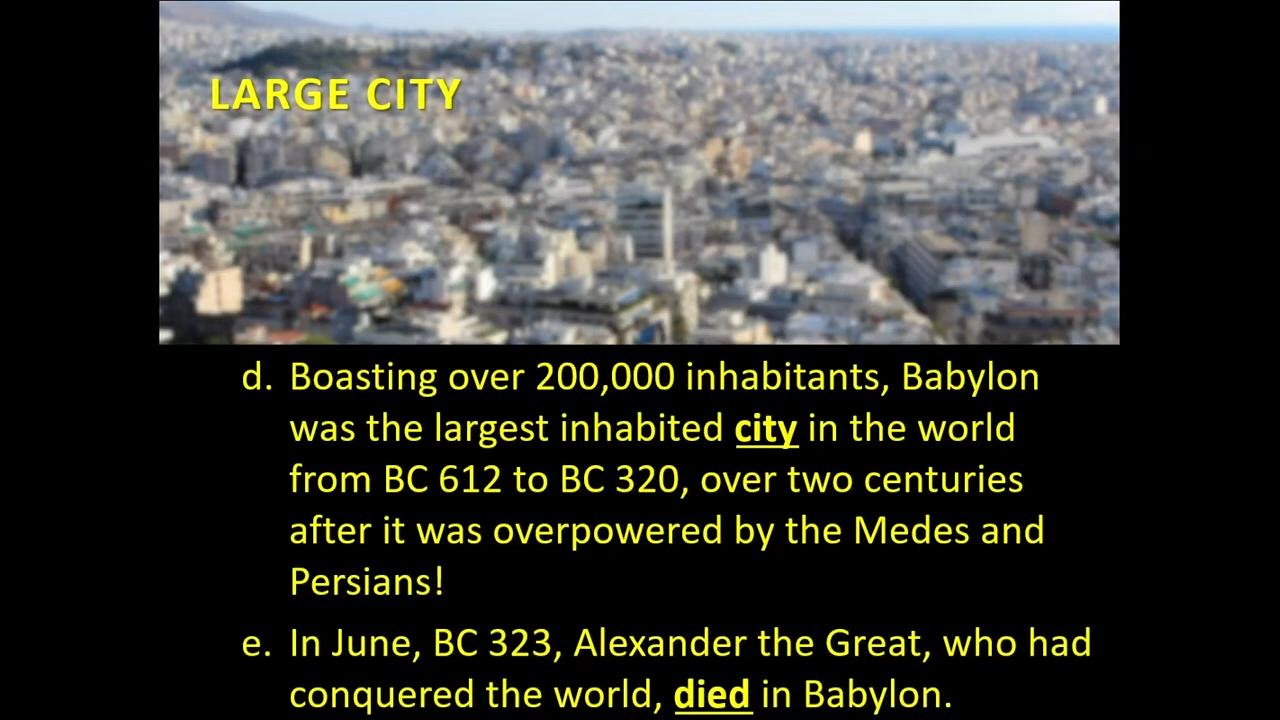 LARGE CITY
d. Boasting over 200,000 inhabitants, Babylon
was the largest inhabited city in the world
from BC 612 to BC 320, over two centuries
after it was overpowered by the Medes and
Persians!
e. In June, BC 323, Alexander the Great, who had
conquered the world, died in Babylon.